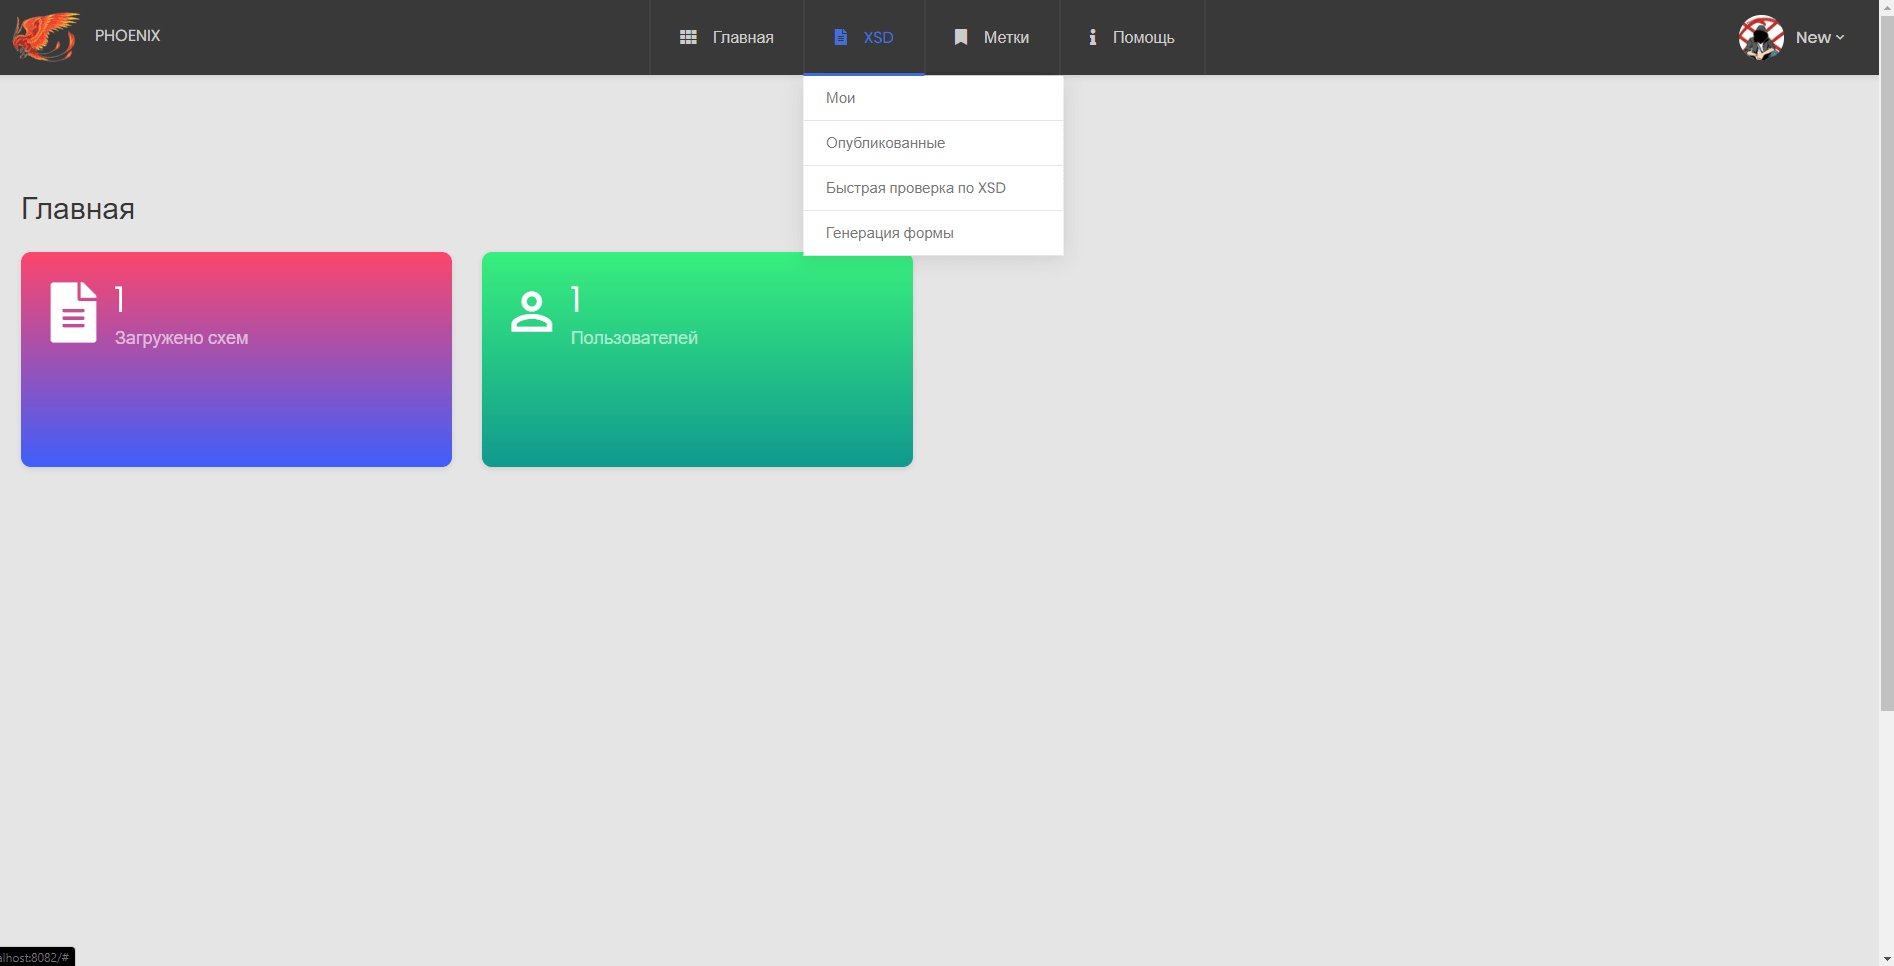 PHOENIX
Главная
XSD
Метки
Помощь
New
Мои
Опубликованные
Быстрая проверка по XSD
Генерация формы
Главная
1
Загружено схем
1
Пользователей
alhost:8082/#